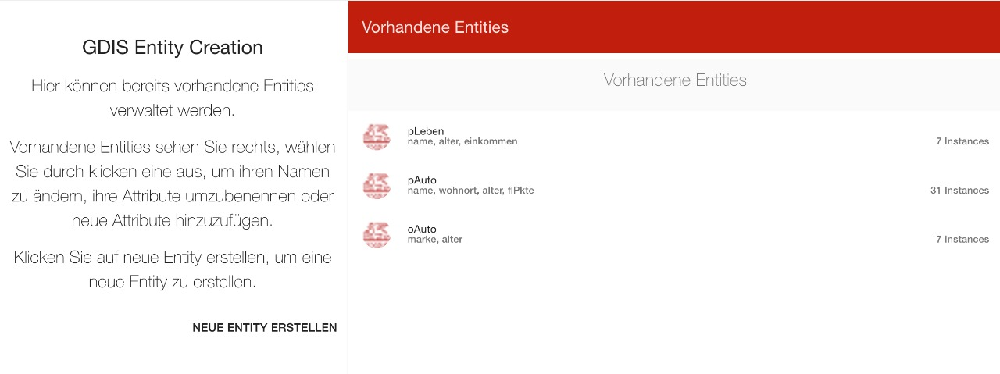 GDIS Entity Creation
Hier können bereits vorhandene Entities
verwaltet werden.
Vorhandene Entities sehen Sie rechts, wählen
Sie durch klicken eine aus, um ihren Namen
zu ändern, ihre Attribute umzubenennen oder
neue Attribute hinzuzufügen.
Klicken Sie auf neue Entity erstellen, um eine
neue Entity zu erstellen.
NEUE ENTITY ERSTELLEN
Vorhandene Entities
Vorhandene Entities
pLeben
name, alter, einkommen
7 Instances
pAuto
name, wohnort, alter, flPkte
31 Instances
oAuto
marke, alter
7 Instances